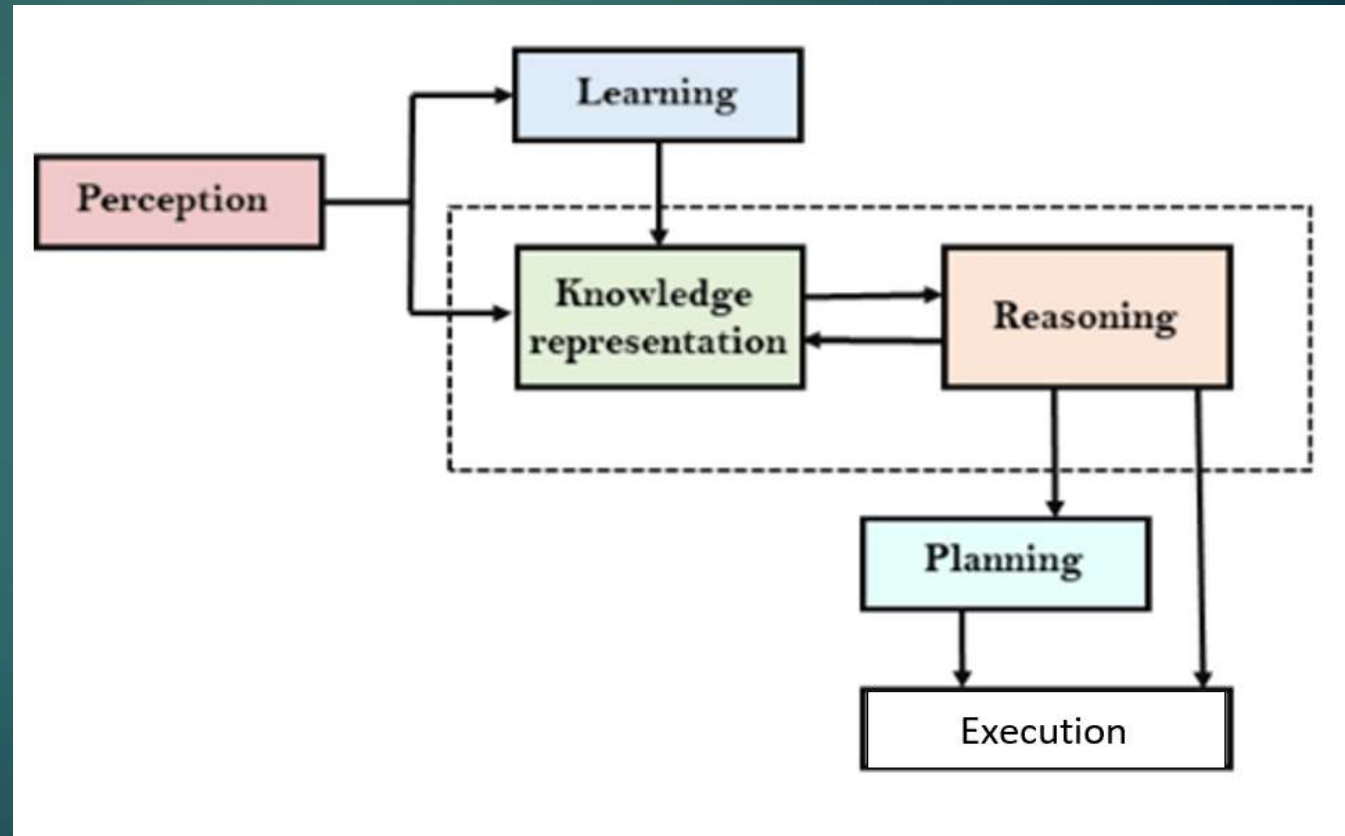 Learning
Perception
Knowledge
representation
Reasoning
Planning
Execution